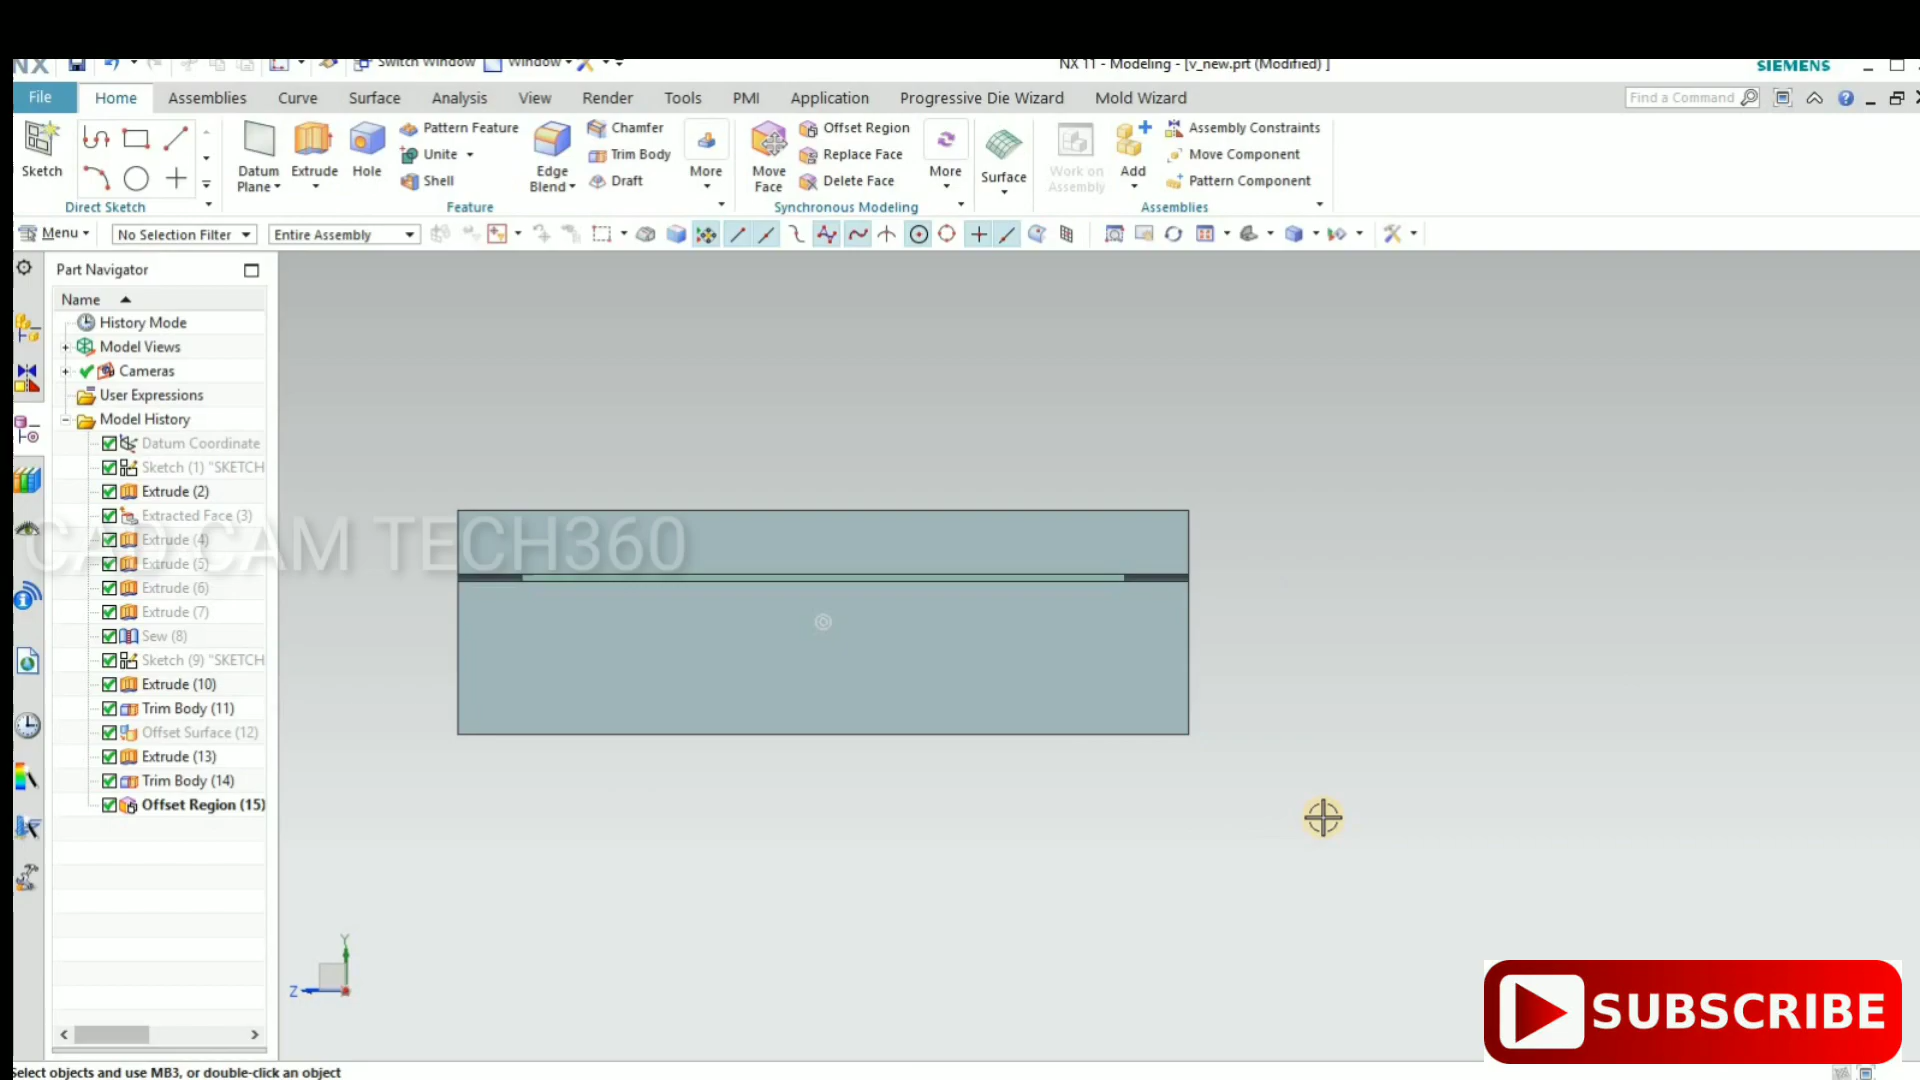 NX Switch Window Window NX 11 - Modeling - [v_new.prt (Modified) ] SIEMENS
File Home Assemblies Curve Surface Analysis View Render Tools PMI Application Progressive Die Wizard Mold Wizard Find a Command
Sketch
Direct Sketch
Datum Plane
Extrude
Hole
Pattern Feature
Unite
Shell
Edge Blend
Chamfer
Trim Body
Draft
More
Feature
Move Face
Offset Region
Replace Face
Delete Face
More
Synchronous Modeling
Surface
Work on Assembly
Add
Assembly Constraints
Move Component
Pattern Component
Assemblies
Menu No Selection Filter Entire Assembly
Part Navigator
Name
History Mode
Model Views
Cameras
User Expressions
Model History
Datum Coordinate
Sketch (1) "SKETCH
Extrude (2)
Extracted Face (3)
Extrude (4)
Extrude (5)
Extrude (6)
Extrude (7)
Sew (8)
Sketch (9) "SKETCH
Extrude (10)
Trim Body (11)
Offset Surface (12)
Extrude (13)
Trim Body (14)
Offset Region (15)
CAD CAM TECH360
Y
Z
SUBSCRIBE
Select objects and use MB3, or double-click an object